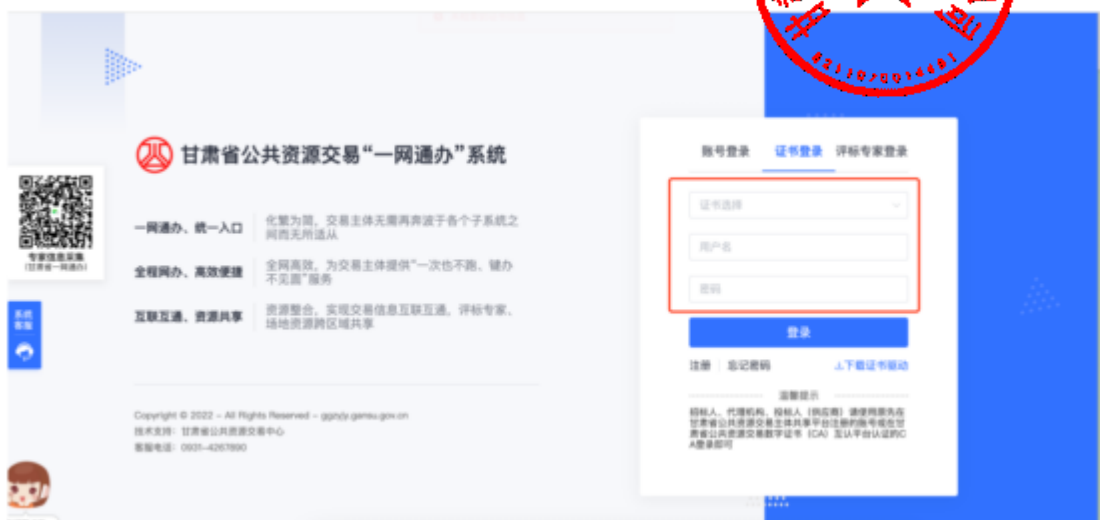 甘肃省公共资源交易“一网通办”系统
一网通办、统一入口
化繁为简，交易主体无需再奔波于各个子系统之
间而无所适从
全程网办、高效便捷
全网高效，为交易主体提供“一次也不跑、键办
不见面”服务
互联互通、资源共享
资源整合，实现交易信息互联互通，评标专家、
场地资源跨区域共享
专家信息采集
(甘肃省一网通办)
系统
客服
Copyright © 2022 - All Rights Reserved - ggzyjy.gansu.gov.cn
技术支持：甘肃省公共资源交易中心
客服电话：0931-4267890
账号登录 证书登录 评标专家登录
证书选择
用户名
密码
登录
注册 忘记密码 下载证书驱动
温馨提示
招标人、代理机构、投标人（供应商）请使用原先在
甘肃省公共资源交易主体共享平台注册的账号或在甘
肃省公共资源交易数字证书（CA）互认平台认证的C
A登录即可